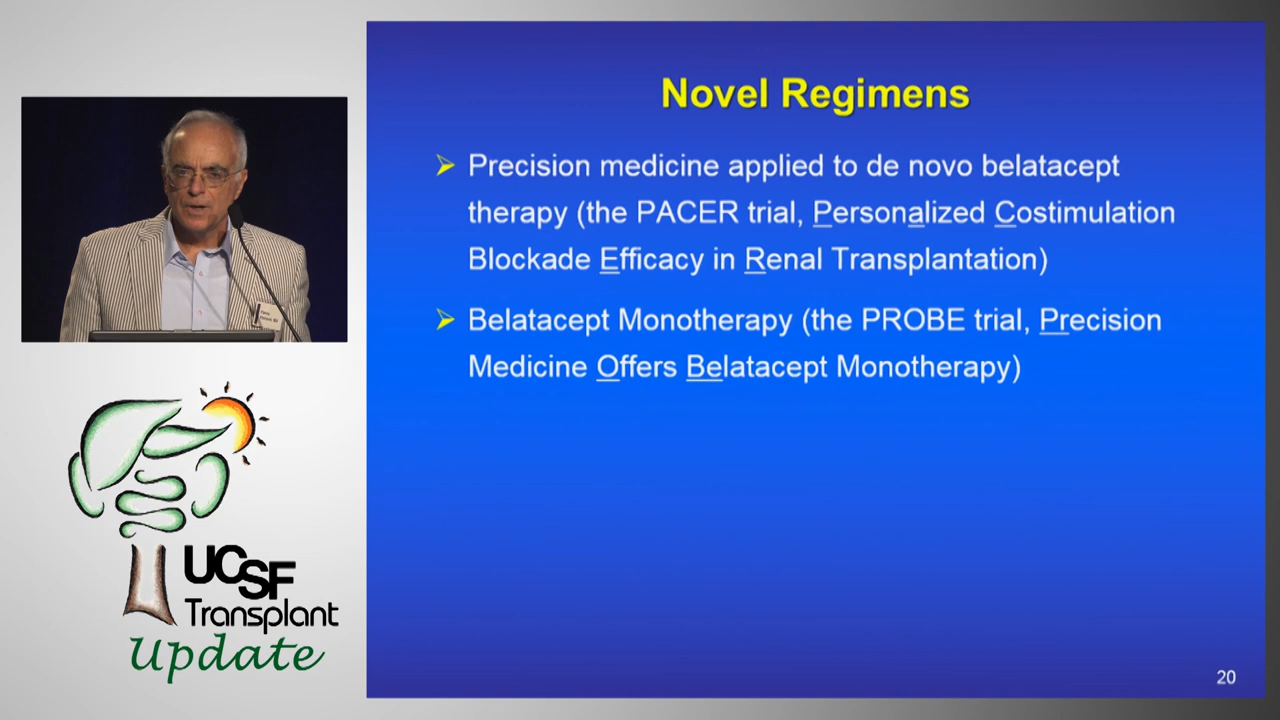 Novel Regimens
➢ Precision medicine applied to de novo belatacept
therapy (the PACER trial, Personalized Costimulation
Blockade Efficacy in Renal Transplantation)
➢ Belatacept Monotherapy (the PROBE trial, Precision
Medicine Offers Belatacept Monotherapy)
UCSF
Transplant
Update
20